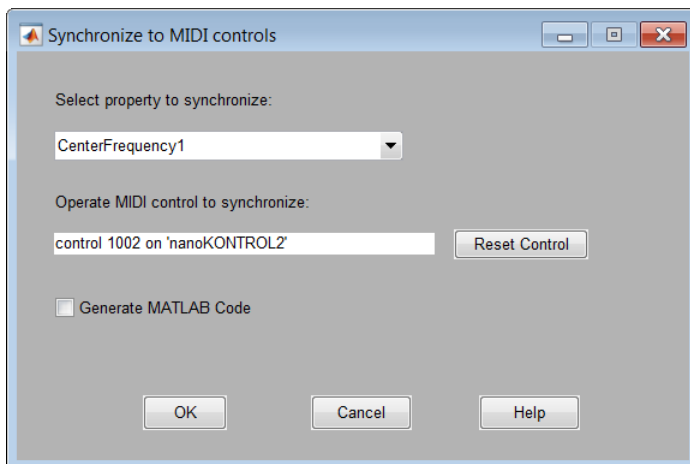 Synchronize to MIDI controls
Select property to synchronize:
CenterFrequency1
Operate MIDI control to synchronize:
control 1002 on 'nanoKONTROL2'
Reset Control
Generate MATLAB Code
OK
Cancel
Help